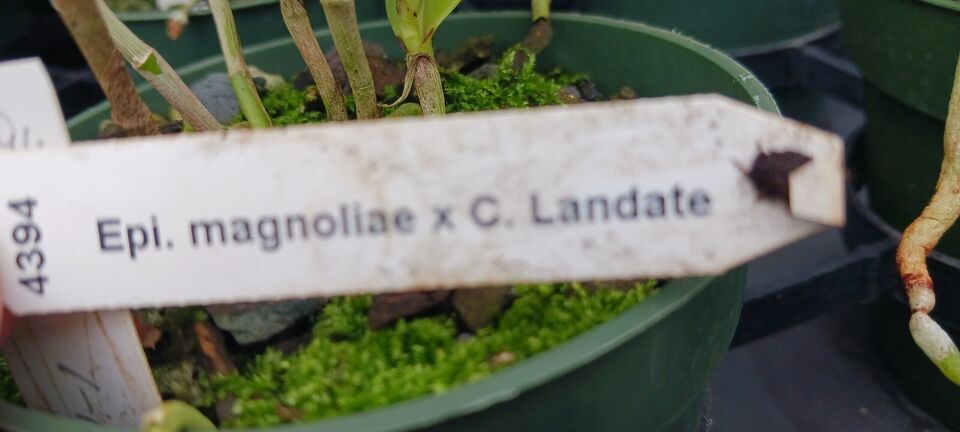 4394
Epi. magnoliae x C. Landate